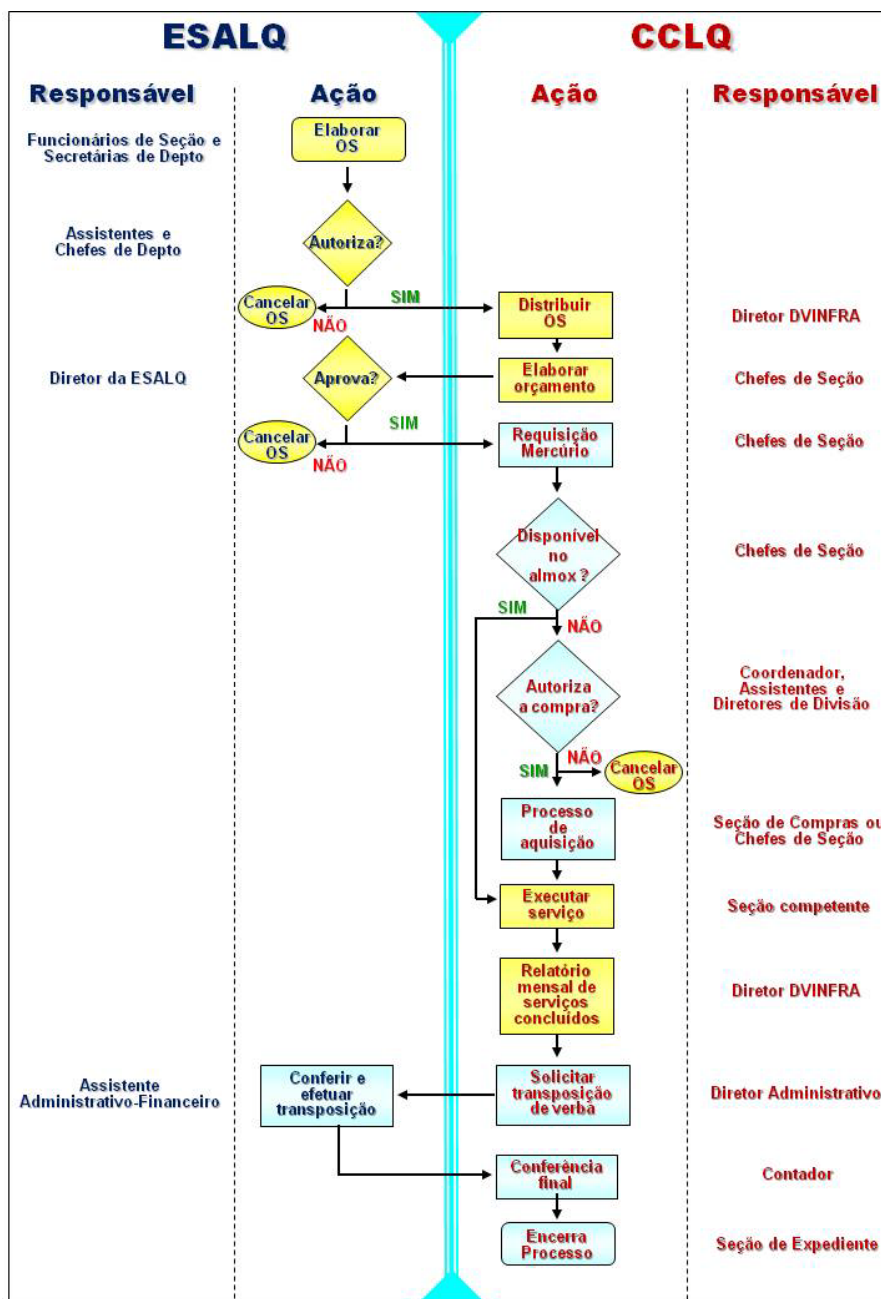 ESALQ
CCLQ
Responsável
Ação
Ação
Responsável
Funcionários de Seção e
Secretárias de Depto
Elaborar
OS
Assistentes e
Chefes de Depto
Autoriza?
Cancelar
OS
NÃO
SIM
Distribuir
OS
Diretor DVINFRA
Diretor da ESALQ
Aprova?
Elaborar
orçamento
Chefes de Seção
Cancelar
OS
NÃO
SIM
Requisição
Mercúrio
Chefes de Seção
Disponível
no
almox ?
Chefes de Seção
SIM
NÃO
Autoriza
a compra?
Coordenador,
Assistentes e
Diretores de Divisão
NÃO
SIM
Cancelar
OS
Processo
de
aquisição
Seção de Compras ou
Chefes de Seção
Executar
serviço
Seção competente
Relatório
mensal de
serviços
concluídos
Diretor DVINFRA
Assistente
Administrativo-Financeiro
Conferir e
efetuar
transposição
Solicitar
transposição
de verba
Diretor Administrativo
Conferência
final
Contador
Encerra
Processo
Seção de Expediente